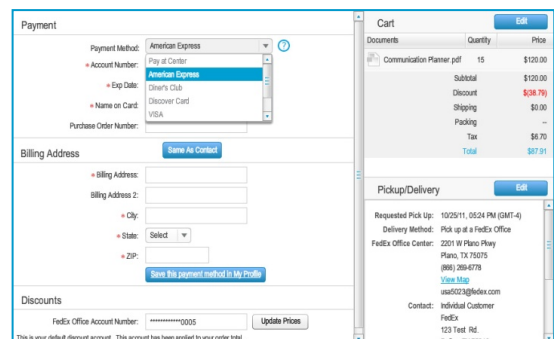 Payment
Payment Method: American Express
Pay at Center
American Express
Diner's Club
Discover Card
VISA
* Account Number:
* Exp Date:
* Name on Card:
Purchase Order Number:
Billing Address
Same As Contact
* Billing Address:
Billing Address 2:
* City:
* State: Select
* ZIP:
Save this payment method in My Profile
Discounts
FedEx Office Account Number: ************0005 Update Prices
This is your default discount account. This account has been applied to your order total.
Cart Edit
Documents Quantity Price
Communication Planner.pdf 15 $120.00
Subtotal $120.00
Discount $(38.79)
Shipping $0.00
Packing --
Tax $6.70
Total $87.91
Pickup/Delivery Edit
Requested Pick Up: 10/25/11, 05:24 PM (GMT-4)
Delivery Method: Pick up at a FedEx Office
FedEx Office Center: 2201 W Plano Pkwy
Plano, TX 75075
(866) 269-6778
View Map
usa5023@fedex.com
Contact: Individual Customer
FedEx
123 Test Rd.